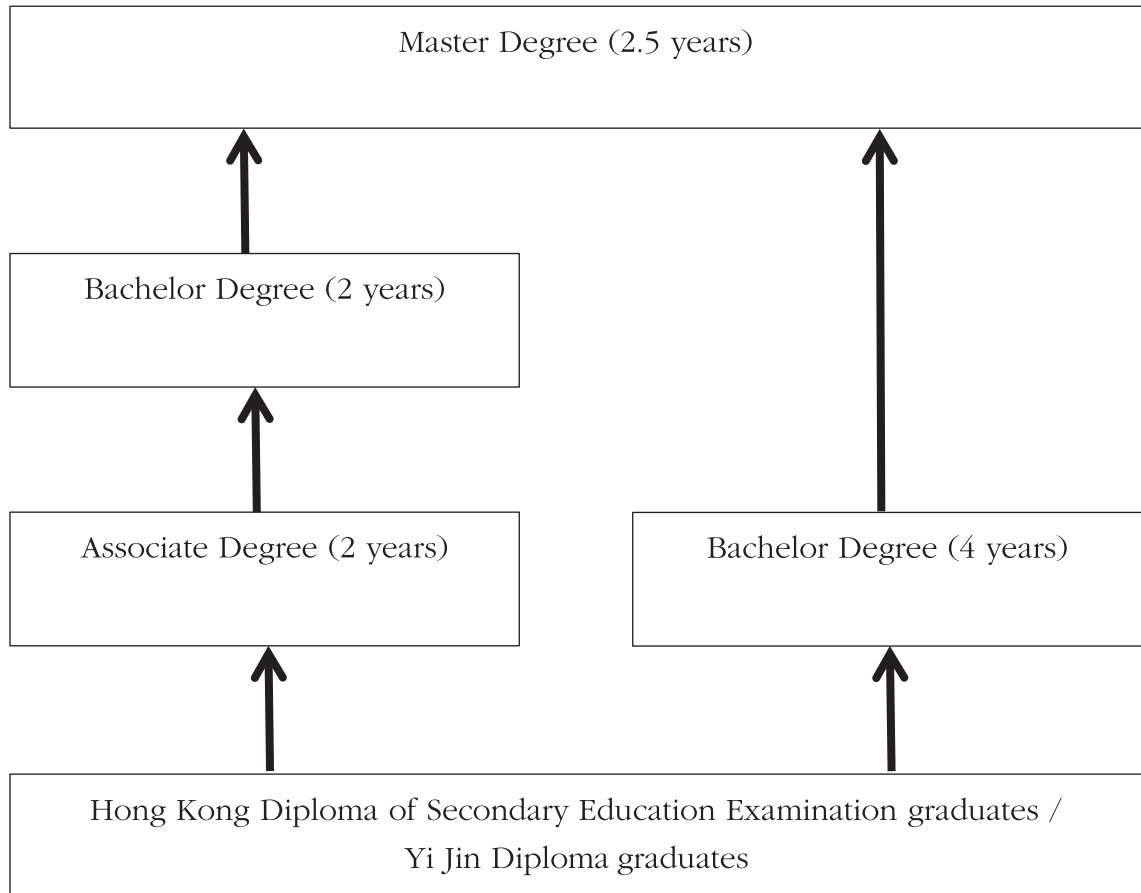 Master Degree (2.5 years)
Bachelor Degree (2 years)
Associate Degree (2 years)
Bachelor Degree (4 years)
Hong Kong Diploma of Secondary Education Examination graduates /
Yi Jin Diploma graduates